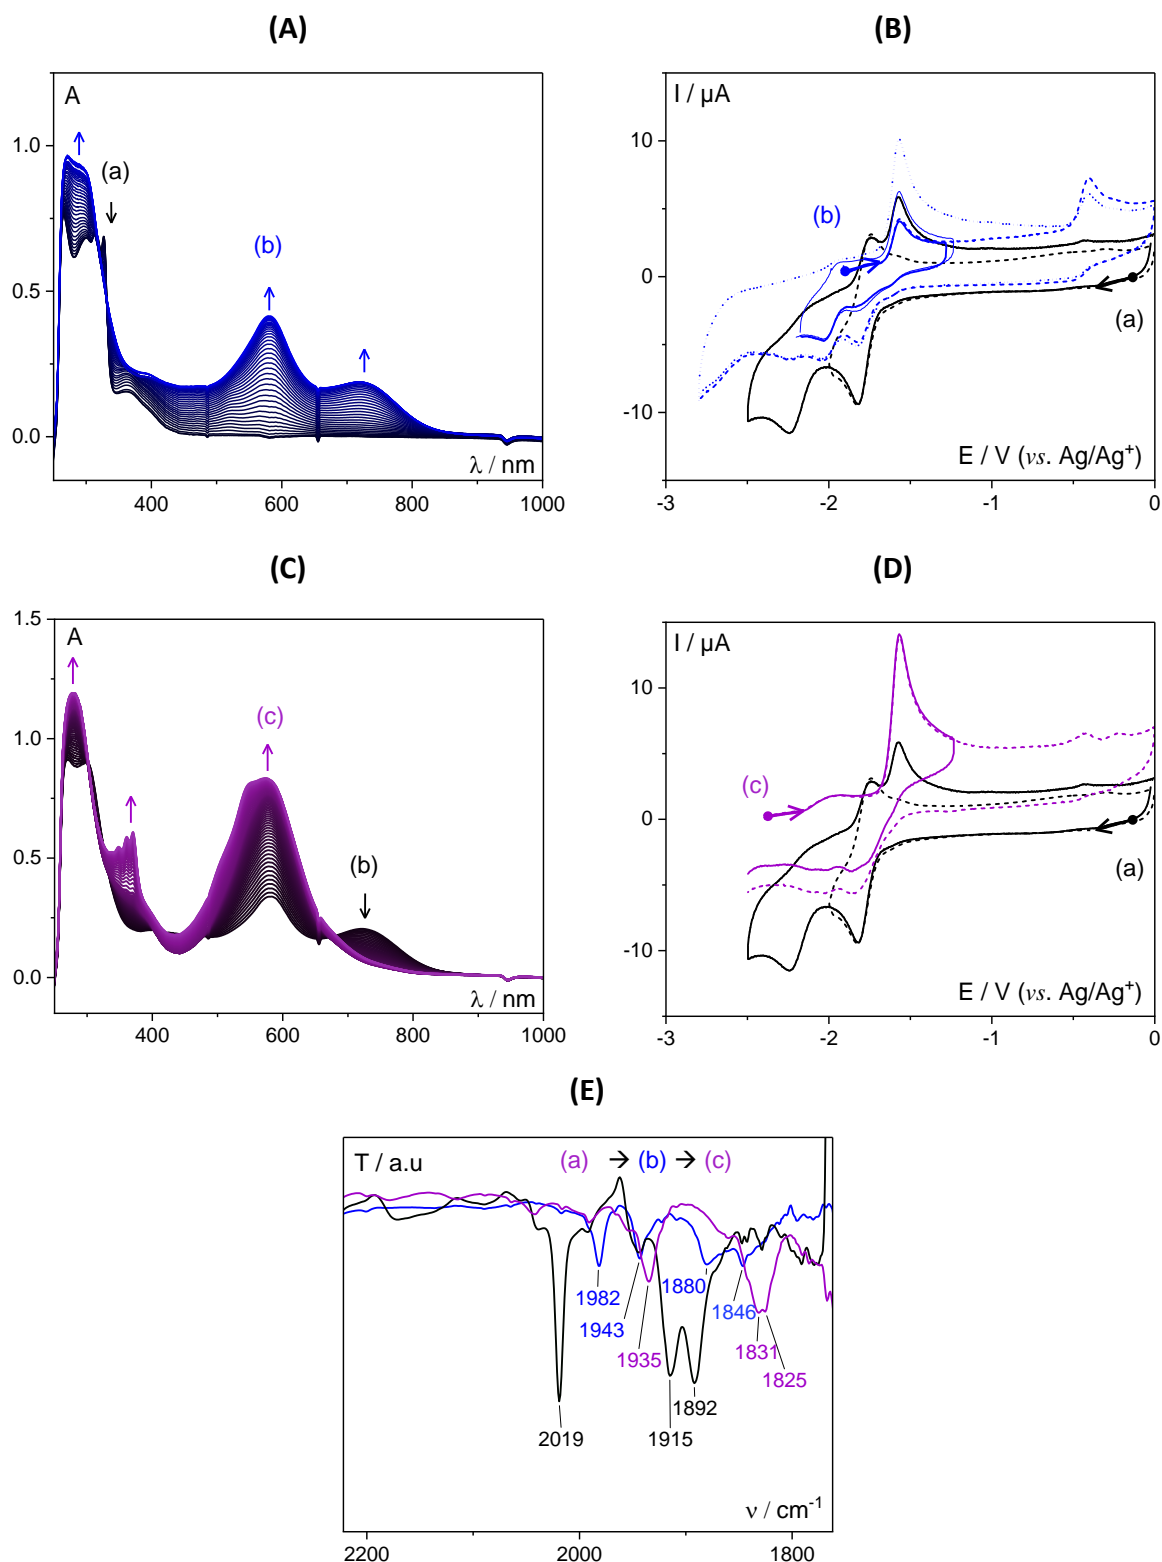 (A)
A
(a)
(b)
1.0
0.5
0.0
λ / nm
400
600
800
1000
(B)
I / µA
(b)
(a)
10
0
-10
E / V (vs. Ag/Ag⁺)
-3
-2
-1
0
(C)
A
(c)
(b)
1.5
1.0
0.5
0.0
λ / nm
400
600
800
1000
(D)
I / µA
(c)
(a)
10
0
-10
E / V (vs. Ag/Ag⁺)
-3
-2
-1
0
(E)
T / a.u
(a) → (b) → (c)
1982
1943
1935
1880
1846
1831
1825
1892
2019
1915
ν / cm⁻¹
2200
2000
1800